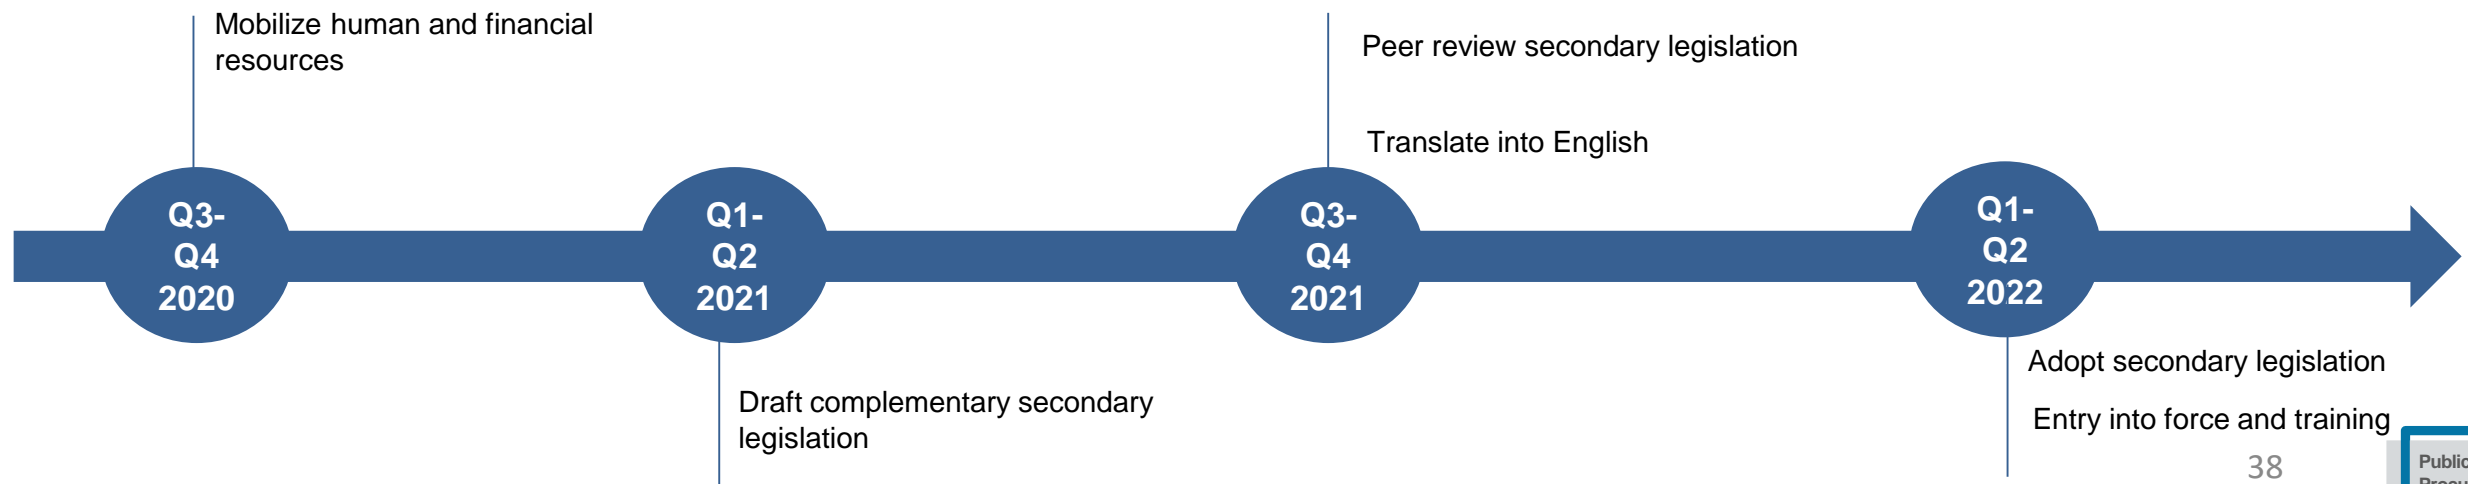 Mobilize human and financial
resources
Peer review secondary legislation
Translate into English
Q3-
Q4
2020
Q1-
Q2
2021
Q3-
Q4
2021
Q1-
Q2
2022
Draft complementary secondary
legislation
Adopt secondary legislation
Entry into force and training
38
Public